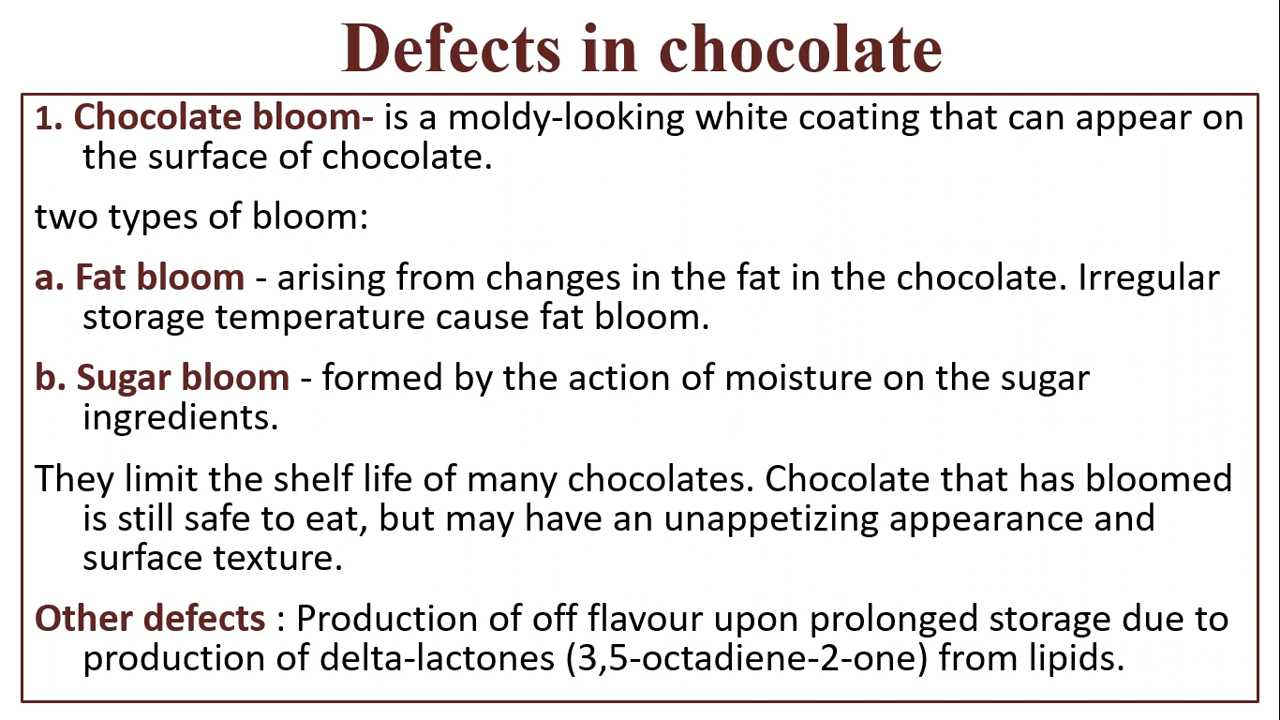 Defects in chocolate
1. Chocolate bloom- is a moldy-looking white coating that can appear on
the surface of chocolate.
two types of bloom:
a. Fat bloom - arising from changes in the fat in the chocolate. Irregular
storage temperature cause fat bloom.
b. Sugar bloom - formed by the action of moisture on the sugar
ingredients.
They limit the shelf life of many chocolates. Chocolate that has bloomed
is still safe to eat, but may have an unappetizing appearance and
surface texture.
Other defects : Production of off flavour upon prolonged storage due to
production of delta-lactones (3,5-octadiene-2-one) from lipids.